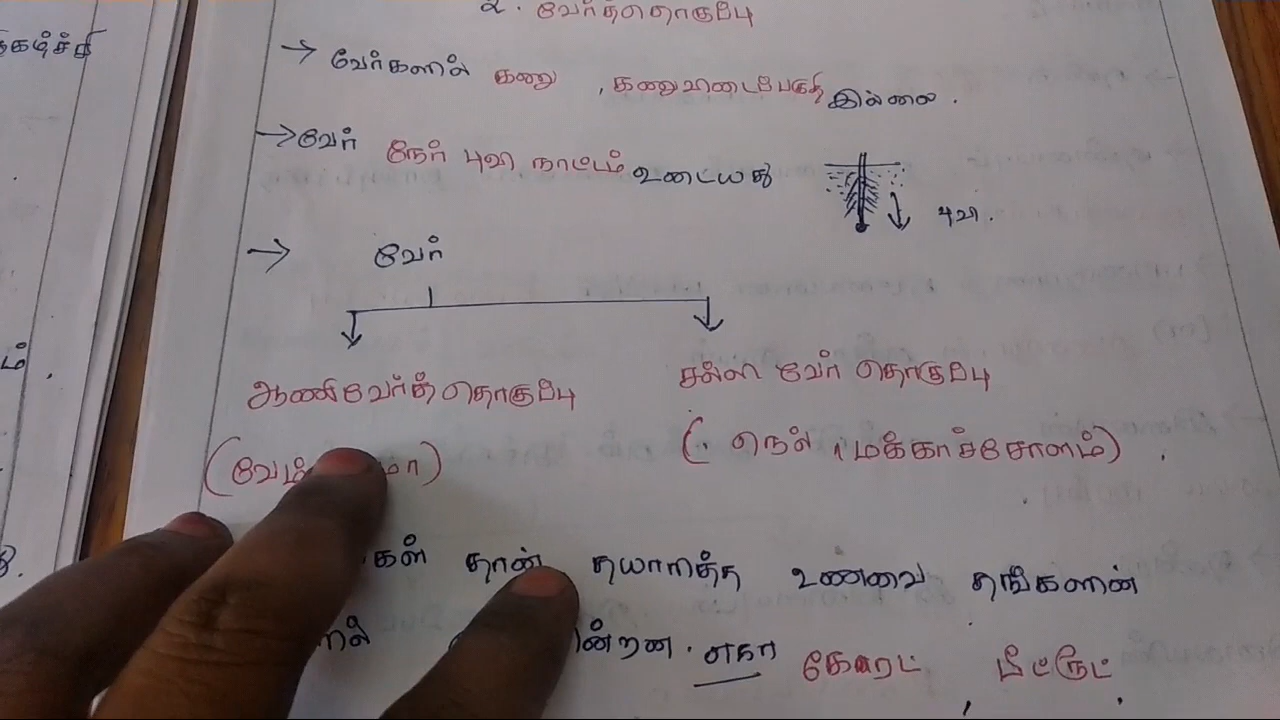 ௨. வேர்த்தொகுப்பு
→ வேர்களில் கணு , கணுவிடைபகுதி இல்லை .
→ வேர் நேர் புவி நாட்டம் உடையது
புவி .
→ வேர்
ஆணிவேர்த் தொகுப்பு
சல்லி வேர் தொகுப்பு
( நெல் , மக்காச்சோளம்) .
கள் தான் தயாரித்த உணவை தங்களின்
ன்றன . எகா கேரட் , பீட்ரூட் .